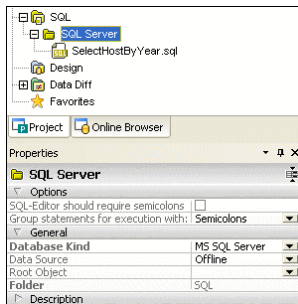 SQL
SQL Server
SelectHostByYear.sql
Design
Data Diff
Favorites
Project
Online Browser
Properties
SQL Server
Options
SQL-Editor should require semicolons
Group statements for execution with: Semicolons
General
Database Kind MS SQL Server
Data Source Offline
Root Object
Folder SQL
Description